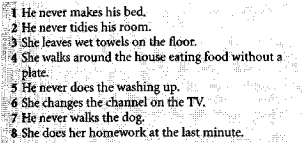 1 He never makes his bed.
2 He never tidies his room.
3 She leaves wet towels on the floor.
4 She walks around the house eating food without a
plate.
5 He never does the washing up.
6 She changes the channel on the TV.
7 He never walks the dog.
8 She does her homework at the last minute.